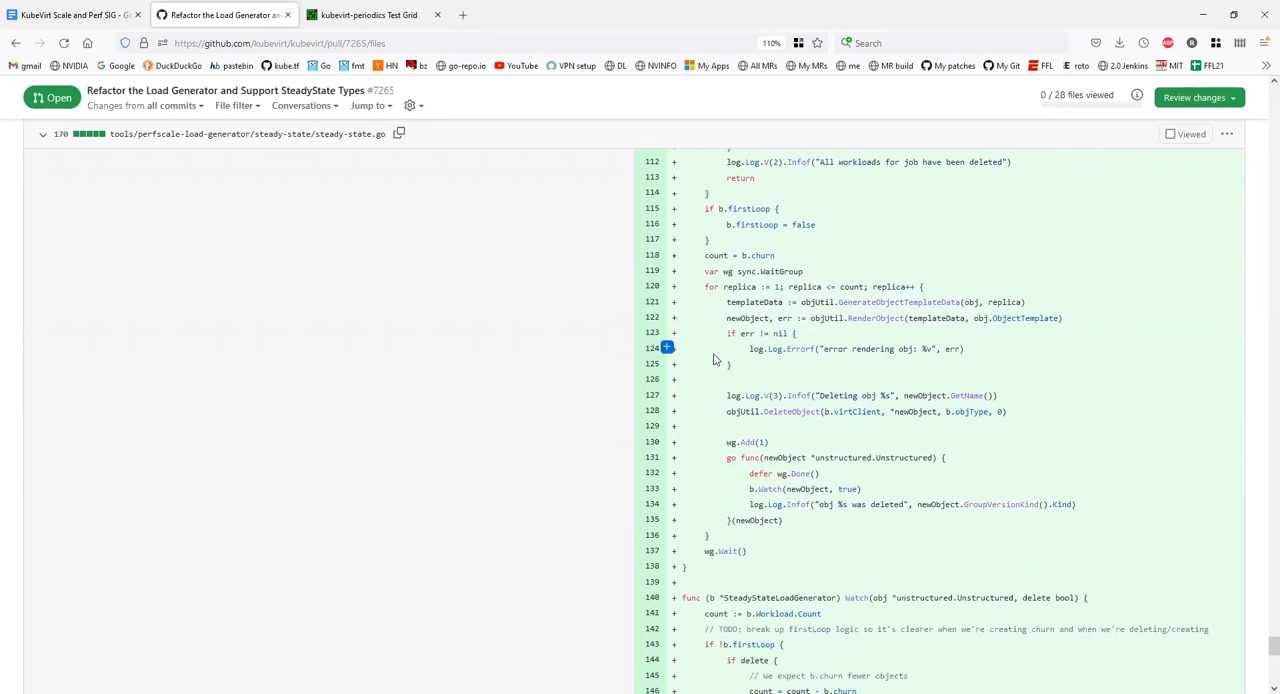 KubeVirt Scale and Perf SIG - Go
Refactor the Load Generator an
kubevirt-periodics Test Grid
https://github.com/kubevirt/kubevirt/pull/7265/files
110%
Search
gmail NVIDIA Google DuckDuckGo pastebin kube.tf Go fmt HN bz go-repo.io YouTube VPN setup DL NVINFO My Apps All MRs My MRs me MR build My patches My Git FFL roto 2.0 Jenkins MIT FFL21
Open
Refactor the Load Generator and Support SteadyState Types #7265
Changes from all commits File filter Conversations Jump to
0 / 28 files viewed
Review changes
170 tools/perfscale-load-generator/steady-state/steady-state.go
Viewed
+ }
112 + log.Log.V(2).Infof("All workloads for job have been deleted")
113 + return
114 + }
115 + if b.firstLoop {
116 + b.firstLoop = false
117 + }
118 + count = b.churn
119 + var wg sync.WaitGroup
120 + for replica := 1; replica <= count; replica++ {
121 + templateData := objUtil.GenerateObjectTemplateData(obj, replica)
122 + newObject, err := objUtil.RenderObject(templateData, obj.ObjectTemplate)
123 + if err != nil {
124 + log.Log.Errorf("error rendering obj: %v", err)
125 + }
126 +
127 + log.Log.V(3).Infof("Deleting obj %s", newObject.GetName())
128 + objUtil.DeleteObject(b.virtClient, *newObject, b.objType, 0)
129 +
130 + wg.Add(1)
131 + go func(newObject *unstructured.Unstructured) {
132 + defer wg.Done()
133 + b.Watch(newObject, true)
134 + log.Log.Infof("obj %s was deleted", newObject.GroupVersionKind().Kind)
135 + }(newObject)
136 + }
137 + wg.Wait()
138 + }
139 +
140 + func (b *SteadyStateLoadGenerator) Watch(obj *unstructured.Unstructured, delete bool) {
141 + count := b.Workload.Count
142 + // TODO: break up firstLoop logic so it's clearer when we're creating churn and when we're deleting/creating
143 + if !b.firstLoop {
144 + if delete {
145 + // We expect b.churn fewer objects
146 + count = count - b.churn